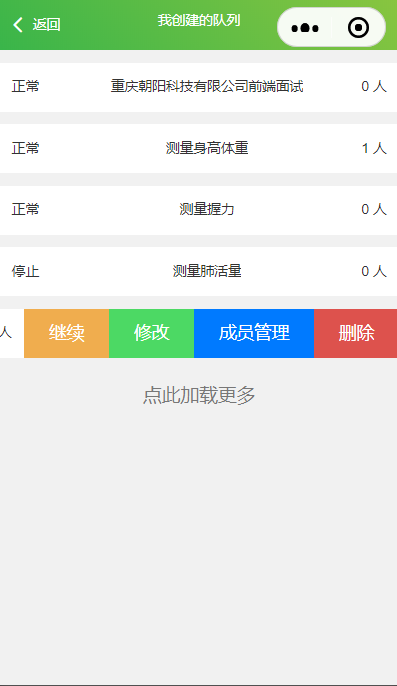 返回 我创建的队列
正常 重庆朝阳科技有限公司前端面试 0 人
正常 测量身高体重 1 人
正常 测量握力 0 人
停止 测量肺活量 0 人
人 继续 修改 成员管理 删除
点此加载更多